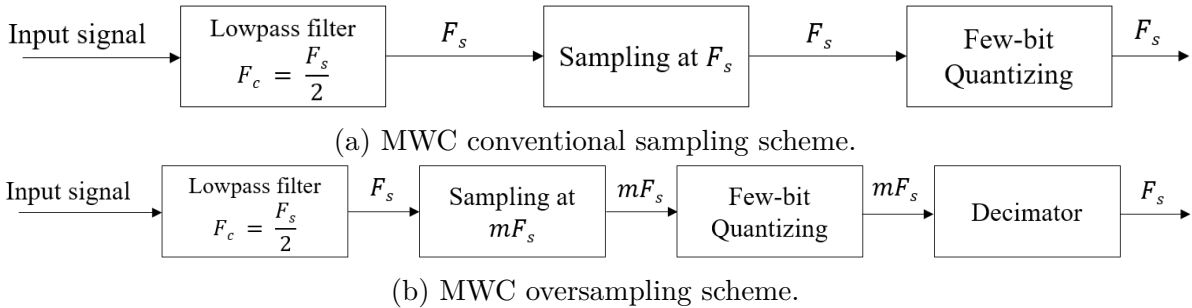 Input signal
Lowpass filter
F_c = F_s/2
F_s
Sampling at F_s
F_s
Few-bit
Quantizing
F_s
(a) MWC conventional sampling scheme.
Input signal
Lowpass filter
F_c = F_s/2
F_s
Sampling at
mF_s
mF_s
Few-bit
Quantizing
mF_s
Decimator
F_s
(b) MWC oversampling scheme.